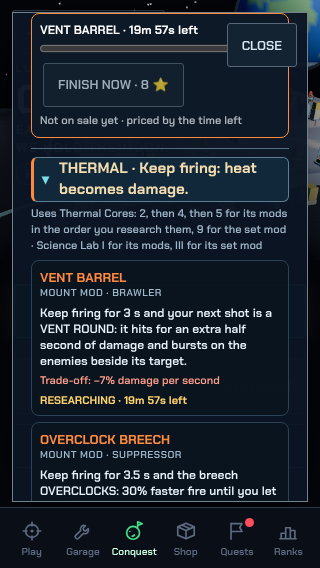 VENT BARREL · 19m 57s left
CLOSE
FINISH NOW · 8 ⭐
Not on sale yet · priced by the time left
▼ THERMAL · Keep firing: heat
becomes damage.
Uses Thermal Cores: 2, then 4, then 5 for its mods
in the order you research them, 9 for the set mod
· Science Lab I for its mods, III for its set mod
VENT BARREL
MOUNT MOD · BRAWLER
Keep firing for 3 s and your next shot is a
VENT ROUND: it hits for an extra half
second of damage and bursts on the
enemies beside its target.
Trade-off: −7% damage per second
RESEARCHING · 19m 57s left
OVERCLOCK BREECH
MOUNT MOD · SUPPRESSOR
Keep firing for 3.5 s and the breech
OVERCLOCKS: 30% faster fire until you let
Play
Garage
Conquest
Shop
Quests
Ranks